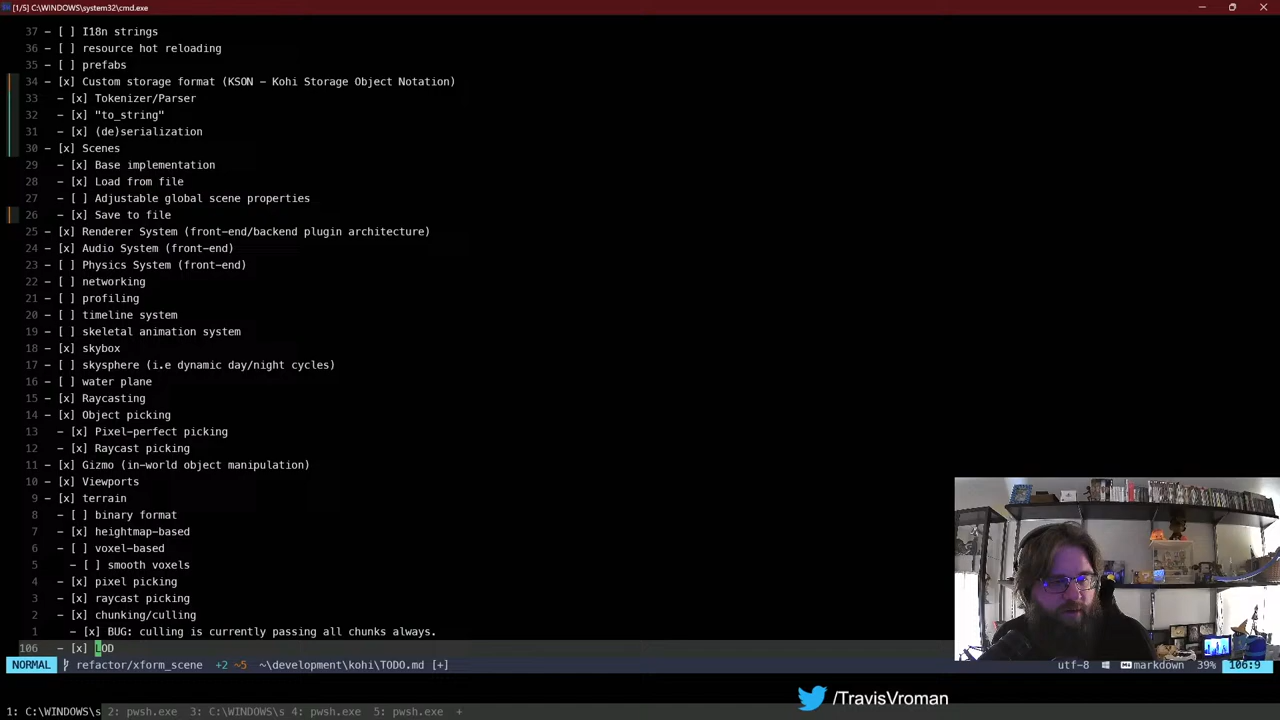 [1/5] C:\WINDOWS\system32\cmd.exe
37 - [ ] I18n strings
36 - [ ] resource hot reloading
35 - [ ] prefabs
34 - [x] Custom storage format (KSON - Kohi Storage Object Notation)
33 - [x] Tokenizer/Parser
32 - [x] "to_string"
31 - [x] (de)serialization
30 - [x] Scenes
29 - [x] Base implementation
28 - [x] Load from file
27 - [ ] Adjustable global scene properties
26 - [x] Save to file
25 - [x] Renderer System (front-end/backend plugin architecture)
24 - [x] Audio System (front-end)
23 - [ ] Physics System (front-end)
22 - [ ] networking
21 - [ ] profiling
20 - [ ] timeline system
19 - [ ] skeletal animation system
18 - [x] skybox
17 - [ ] skysphere (i.e dynamic day/night cycles)
16 - [ ] water plane
15 - [x] Raycasting
14 - [x] Object picking
13 - [x] Pixel-perfect picking
12 - [x] Raycast picking
11 - [x] Gizmo (in-world object manipulation)
10 - [x] Viewports
9 - [x] terrain
8 - [ ] binary format
7 - [x] heightmap-based
6 - [ ] voxel-based
5 - [ ] smooth voxels
4 - [x] pixel picking
3 - [x] raycast picking
2 - [x] chunking/culling
1 - [x] BUG: culling is currently passing all chunks always.
106 - [x] LOD
NORMAL refactor/xform_scene +2 ~5 ~\development\kohi\TODO.md [+] utf-8 markdown 39% 106:9
/TravisVroman
1: C:\WINDOWS\s 2: pwsh.exe 3: C:\WINDOWS\s 4: pwsh.exe 5: pwsh.exe +